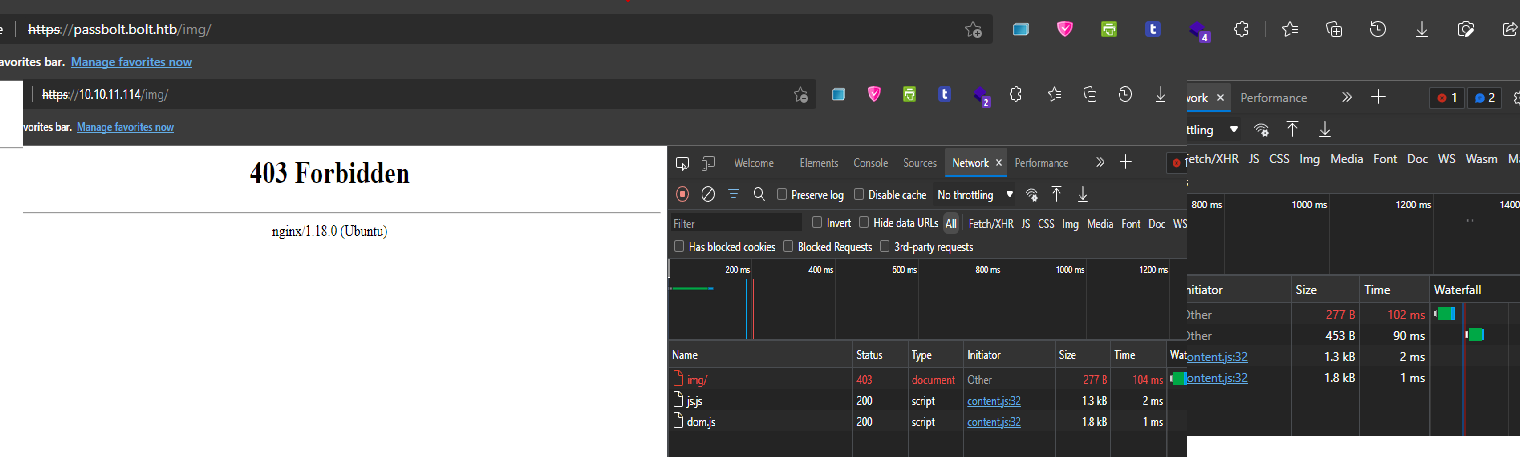 https://passbolt.bolt.htb/img/
4
avorites bar. Manage favorites now
https://10.10.11.114/img/
2
vorites bar. Manage favorites now
work Performance
1 2
ttling
Fetch/XHR JS CSS Img Media Font Doc WS Wasm
800 ms 1000 ms 1200 ms 1400
nitiator Size Time Waterfall
Other 277 B 102 ms
Other 453 B 90 ms
ontent.js:32 1.3 kB 2 ms
ontent.js:32 1.8 kB 1 ms
403 Forbidden
nginx/1.18.0 (Ubuntu)
Welcome Elements Console Sources Network Performance
Preserve log Disable cache No throttling
Filter Invert Hide data URLs All Fetch/XHR JS CSS Img Media Font Doc WS
Has blocked cookies Blocked Requests 3rd-party requests
200 ms 400 ms 500 ms 800 ms 1000 ms 1200 ms
Name Status Type Initiator Size Time Wat
img/ 403 document Other 277 B 104 ms
js.js 200 script content.js:32 1.3 kB 2 ms
dom.js 200 script content.js:32 1.8 kB 1 ms